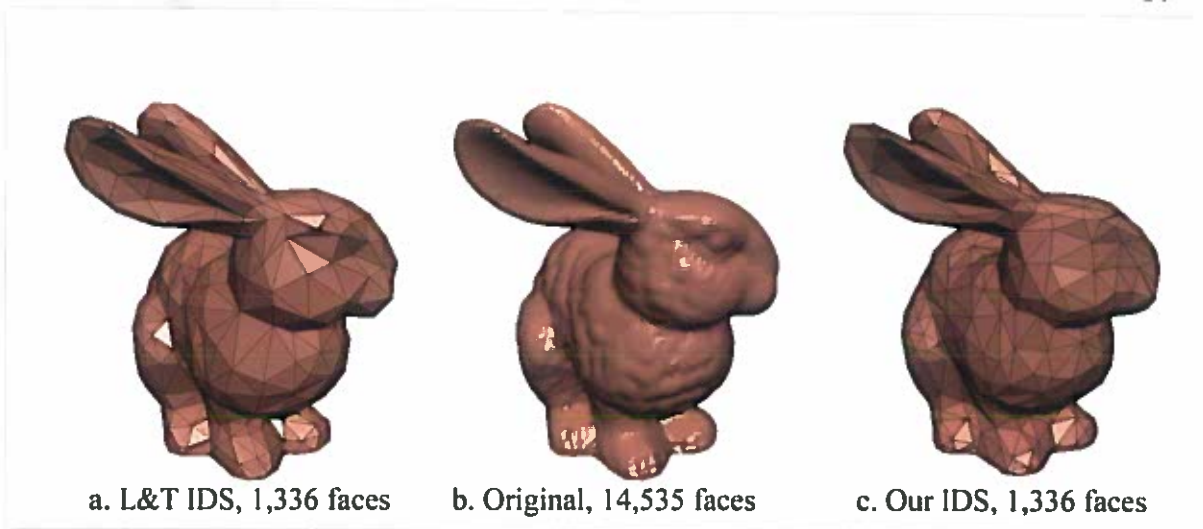 a. L&T IDS, 1,336 faces
b. Original, 14,535 faces
c. Our IDS, 1,336 faces